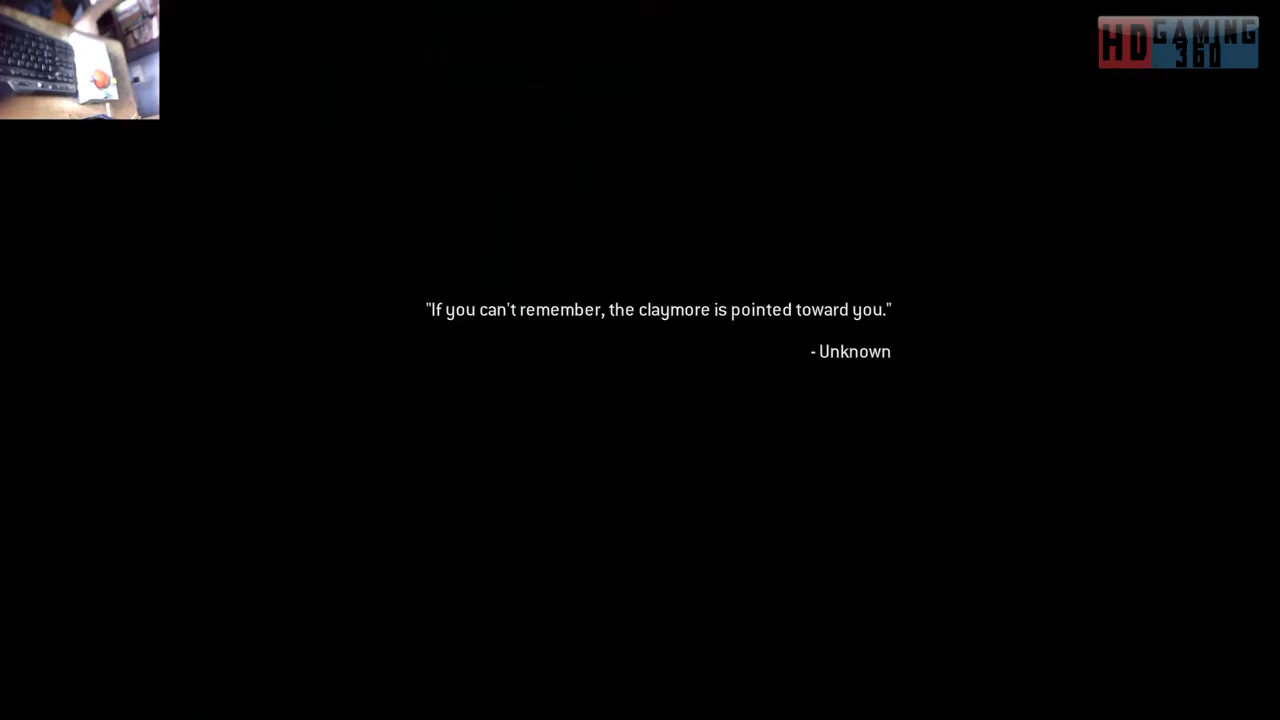 HD GAMING
360
"If you can't remember, the claymore is pointed toward you."
- Unknown